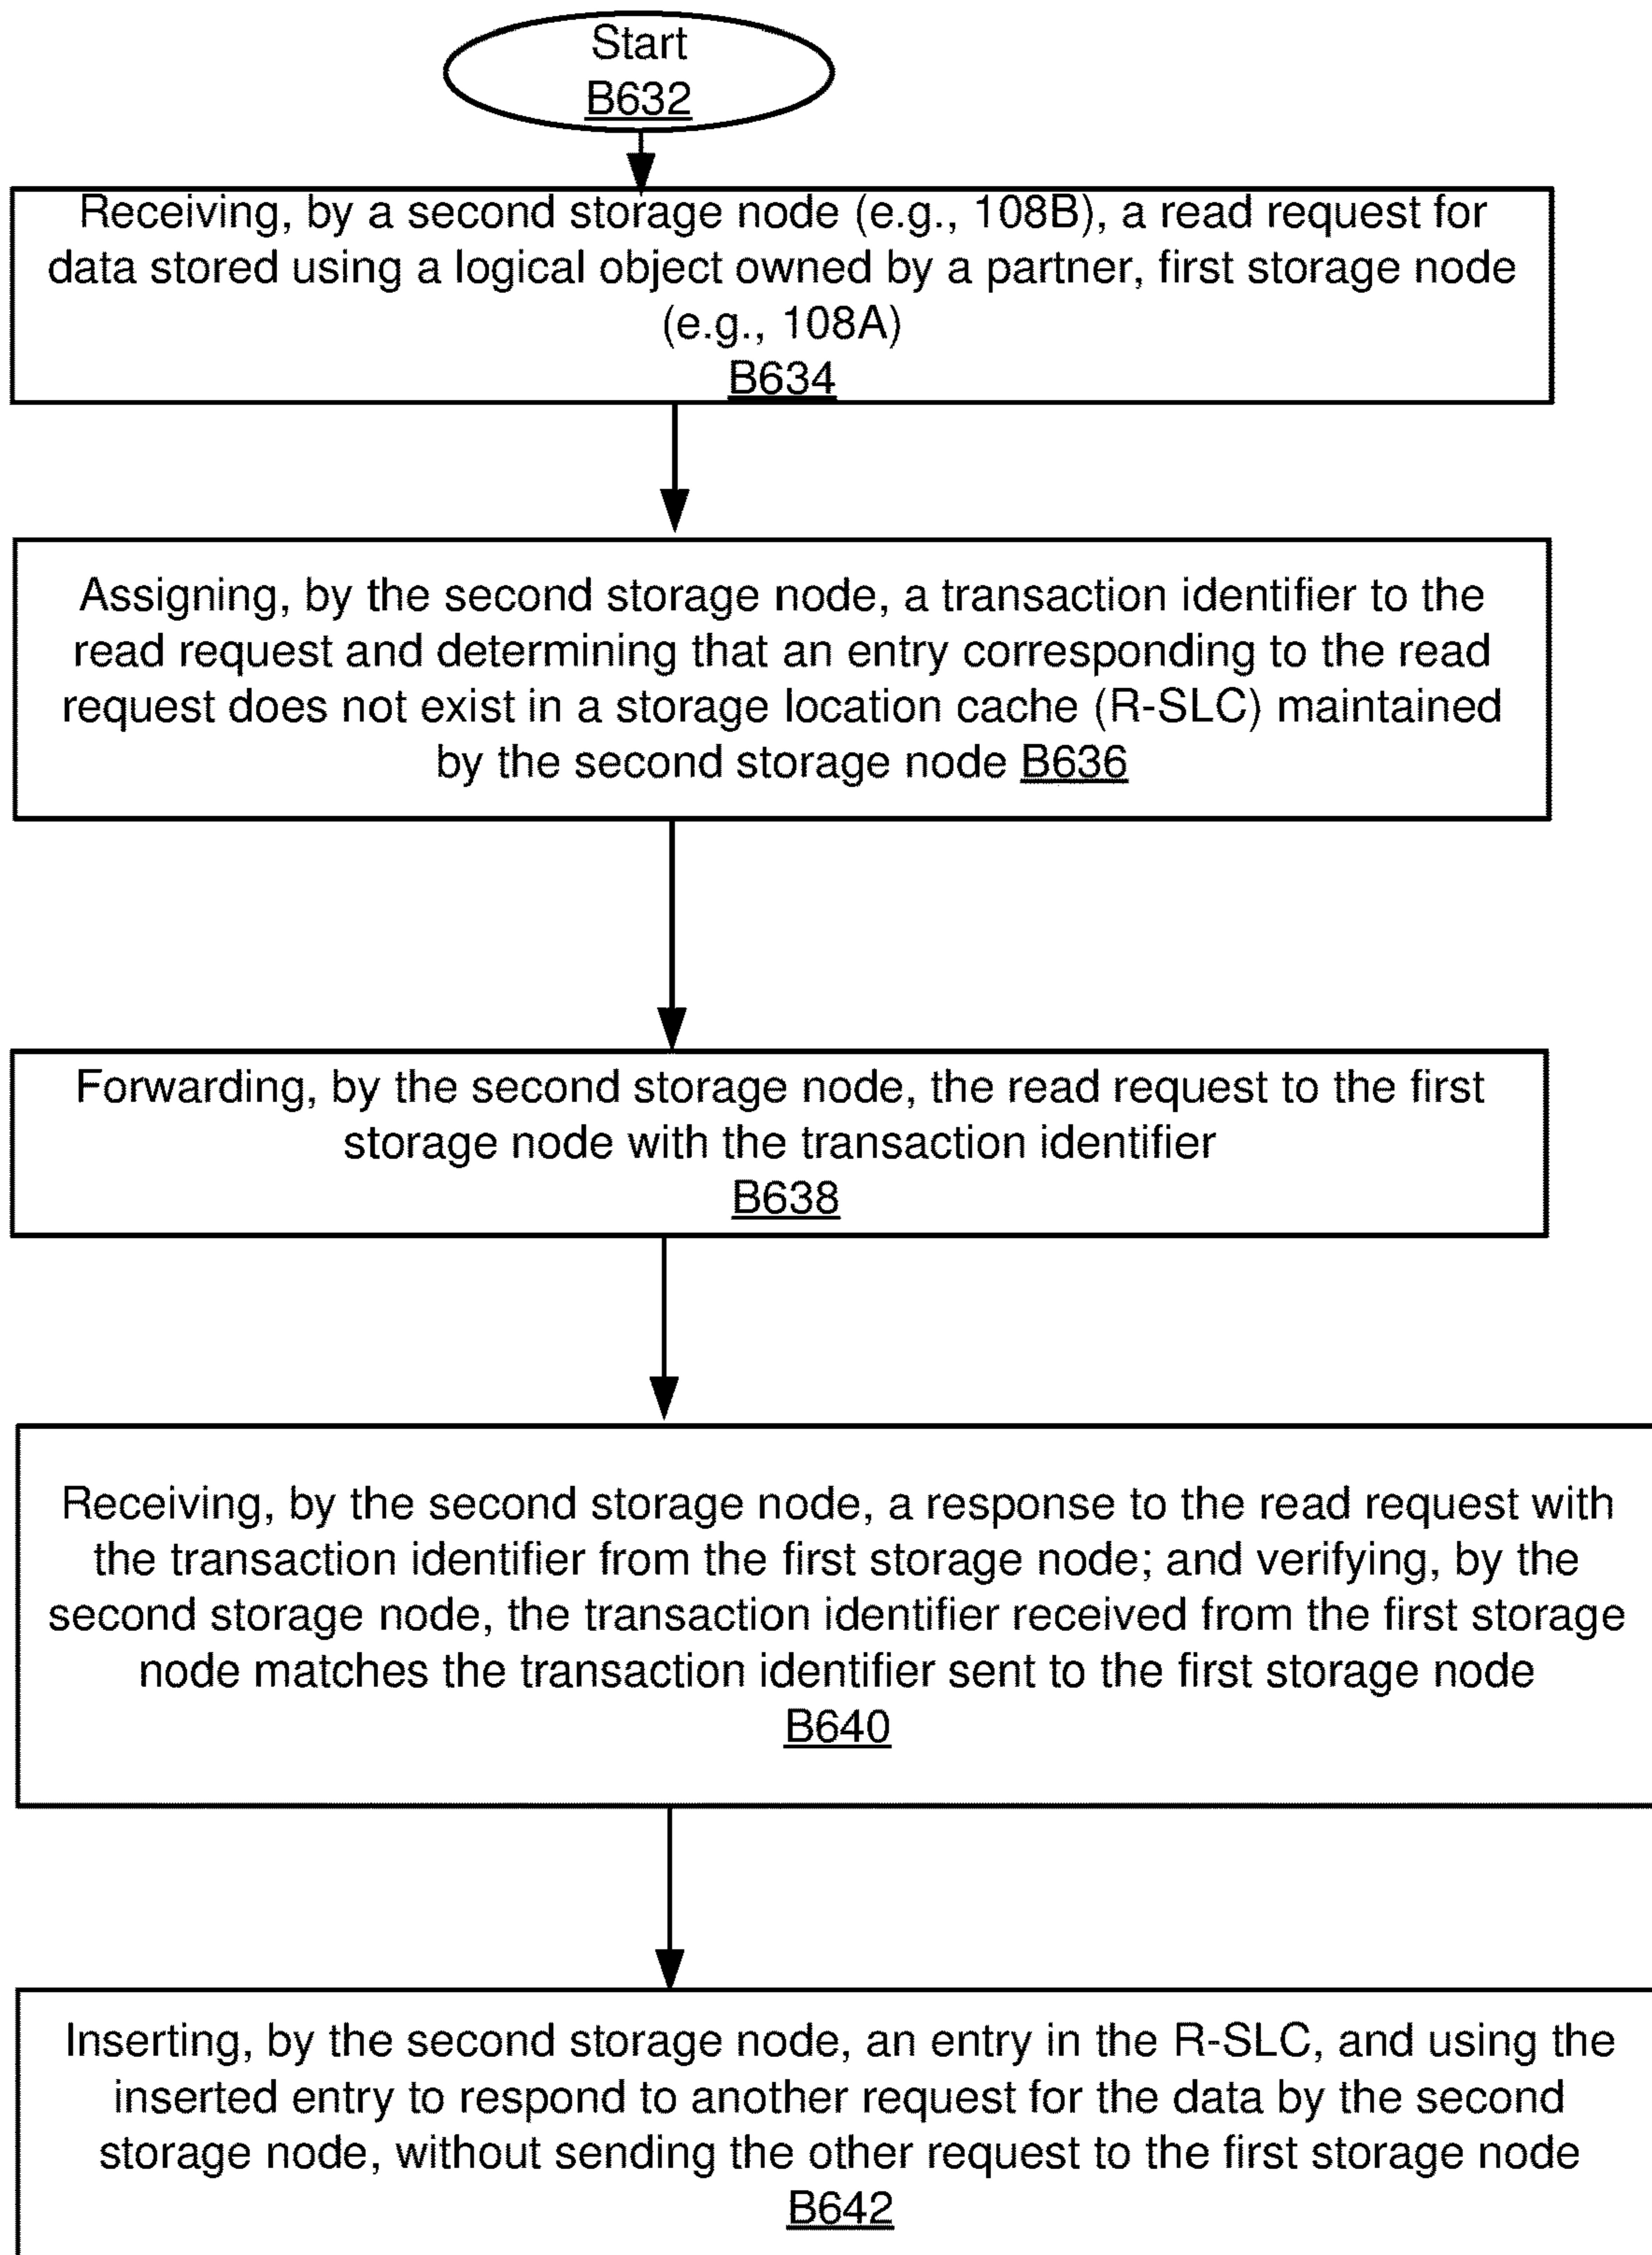 Start
B632
Receiving, by a second storage node (e.g., 108B), a read request for
data stored using a logical object owned by a partner, first storage node
(e.g., 108A)
B634
Assigning, by the second storage node, a transaction identifier to the
read request and determining that an entry corresponding to the read
request does not exist in a storage location cache (R-SLC) maintained
by the second storage node B636
Forwarding, by the second storage node, the read request to the first
storage node with the transaction identifier
B638
Receiving, by the second storage node, a response to the read request with
the transaction identifier from the first storage node; and verifying, by the
second storage node, the transaction identifier received from the first storage
node matches the transaction identifier sent to the first storage node
B640
Inserting, by the second storage node, an entry in the R-SLC, and using the
inserted entry to respond to another request for the data by the second
storage node, without sending the other request to the first storage node
B642